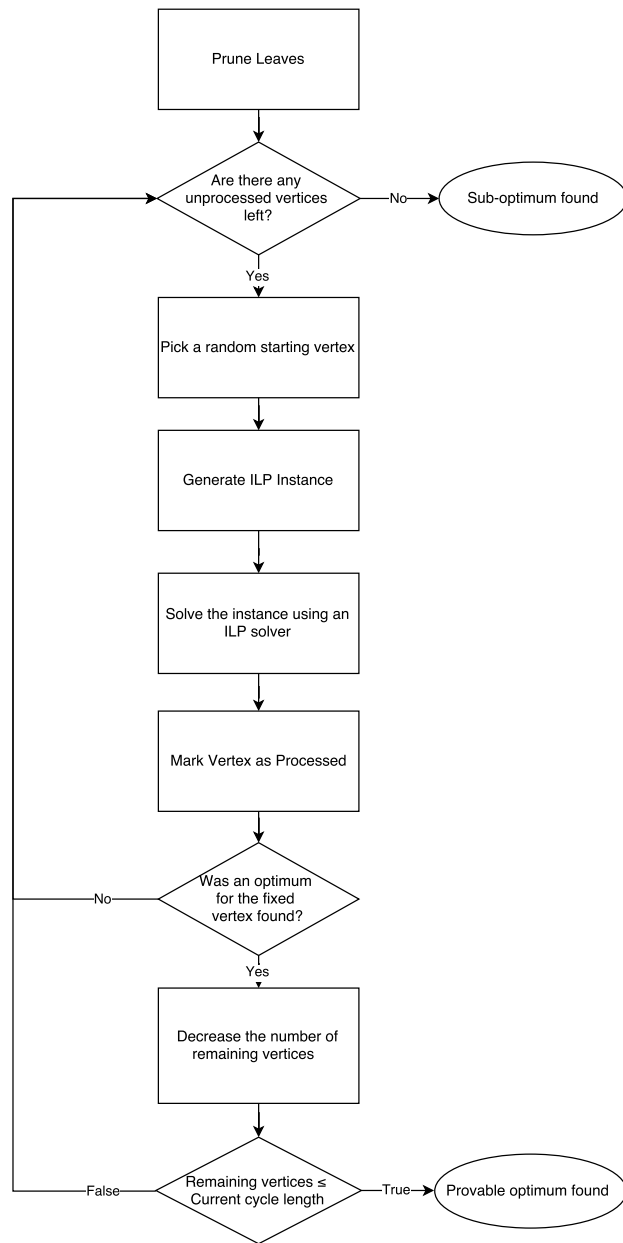 Prune Leaves
Are there any
unprocessed vertices
left?
No
Sub-optimum found
Yes
Pick a random starting vertex
Generate ILP Instance
Solve the instance using an
ILP solver
Mark Vertex as Processed
Was an optimum
for the fixed
vertex found?
No
Yes
Decrease the number of
remaining vertices
Remaining vertices ≤
Current cycle length
False
True
Provable optimum found